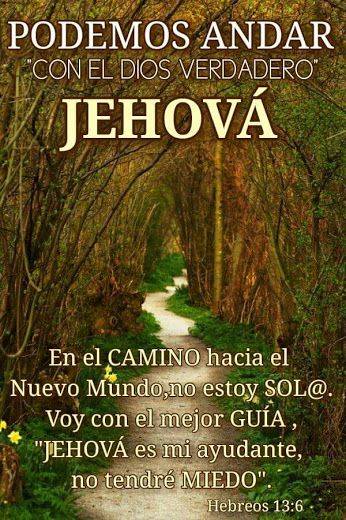 PODEMOS ANDAR
"CON EL DIOS VERDADERO"
JEHOVÁ
En el CAMINO hacia el
Nuevo Mundo,no estoy SOL@.
Voy con el mejor GUÍA ,
"JEHOVÁ es mi ayudante,
no tendré MIEDO".
Hebreos 13:6